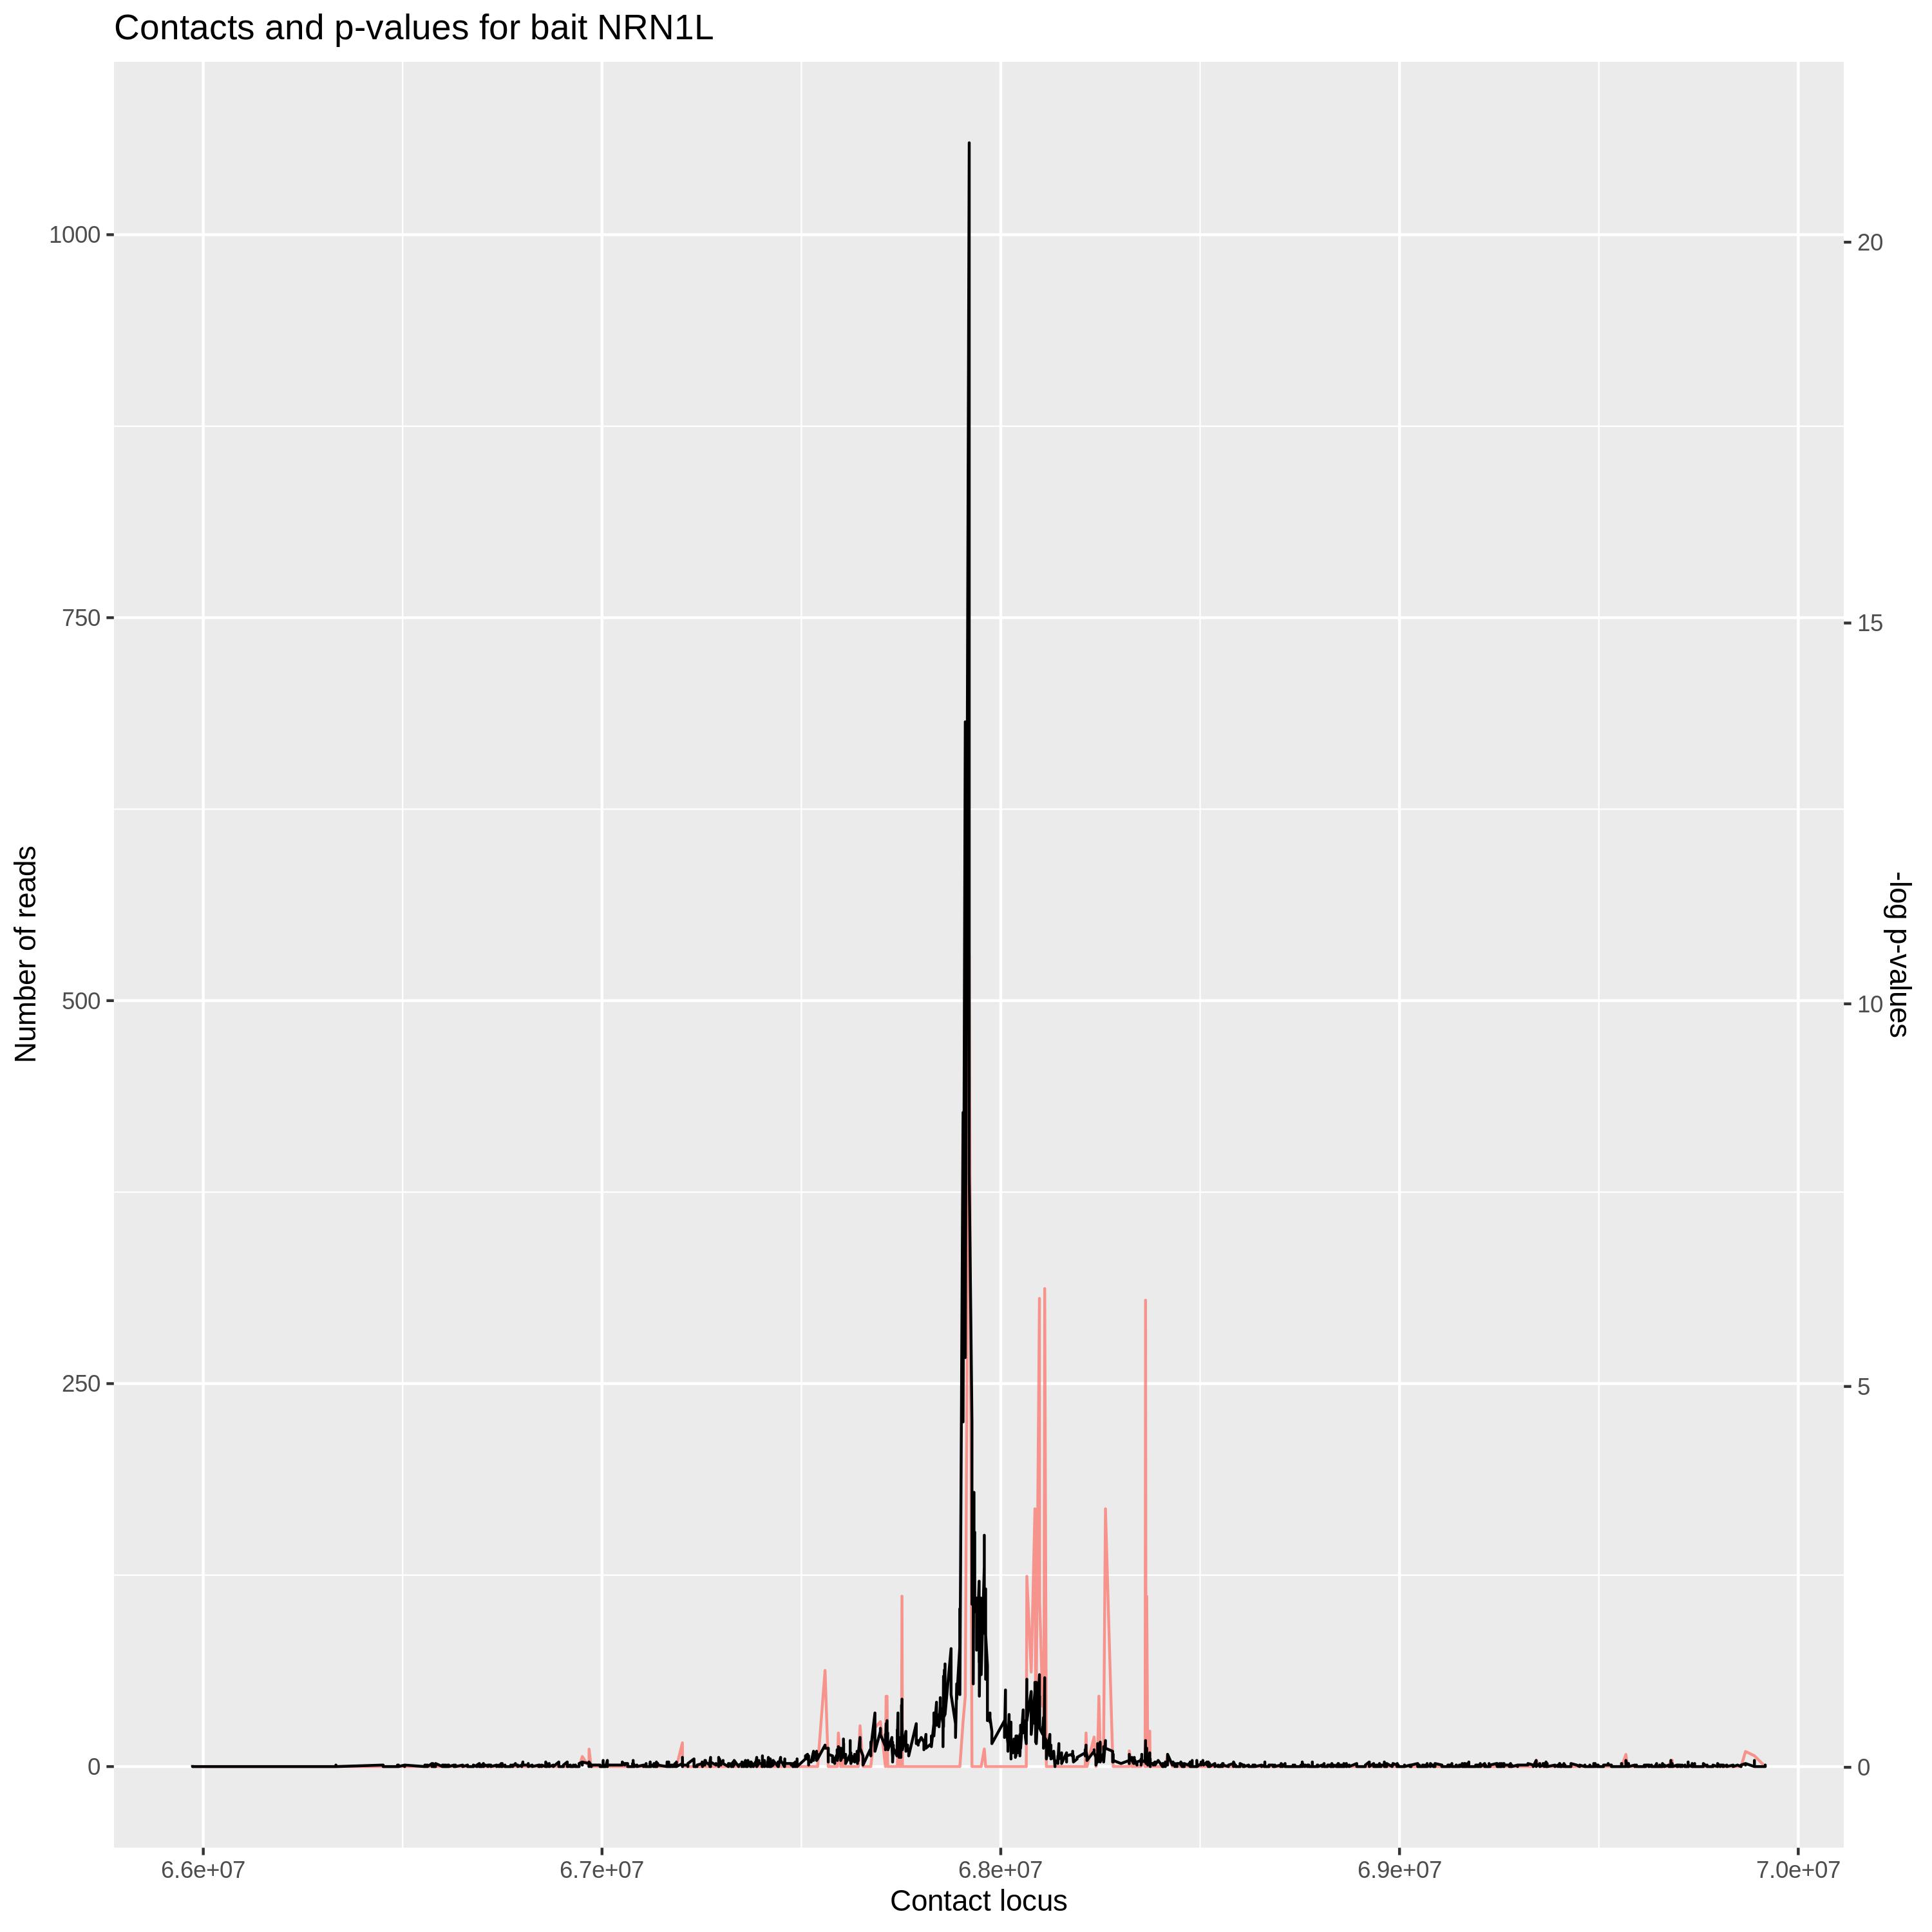 Contacts and p-values for bait NRN1L
Number of reads
1000
750
500
250
0
20
15
10
5
0
-log p-values
6.6e+07 6.7e+07 6.8e+07 6.9e+07 7.0e+07
Contact locus